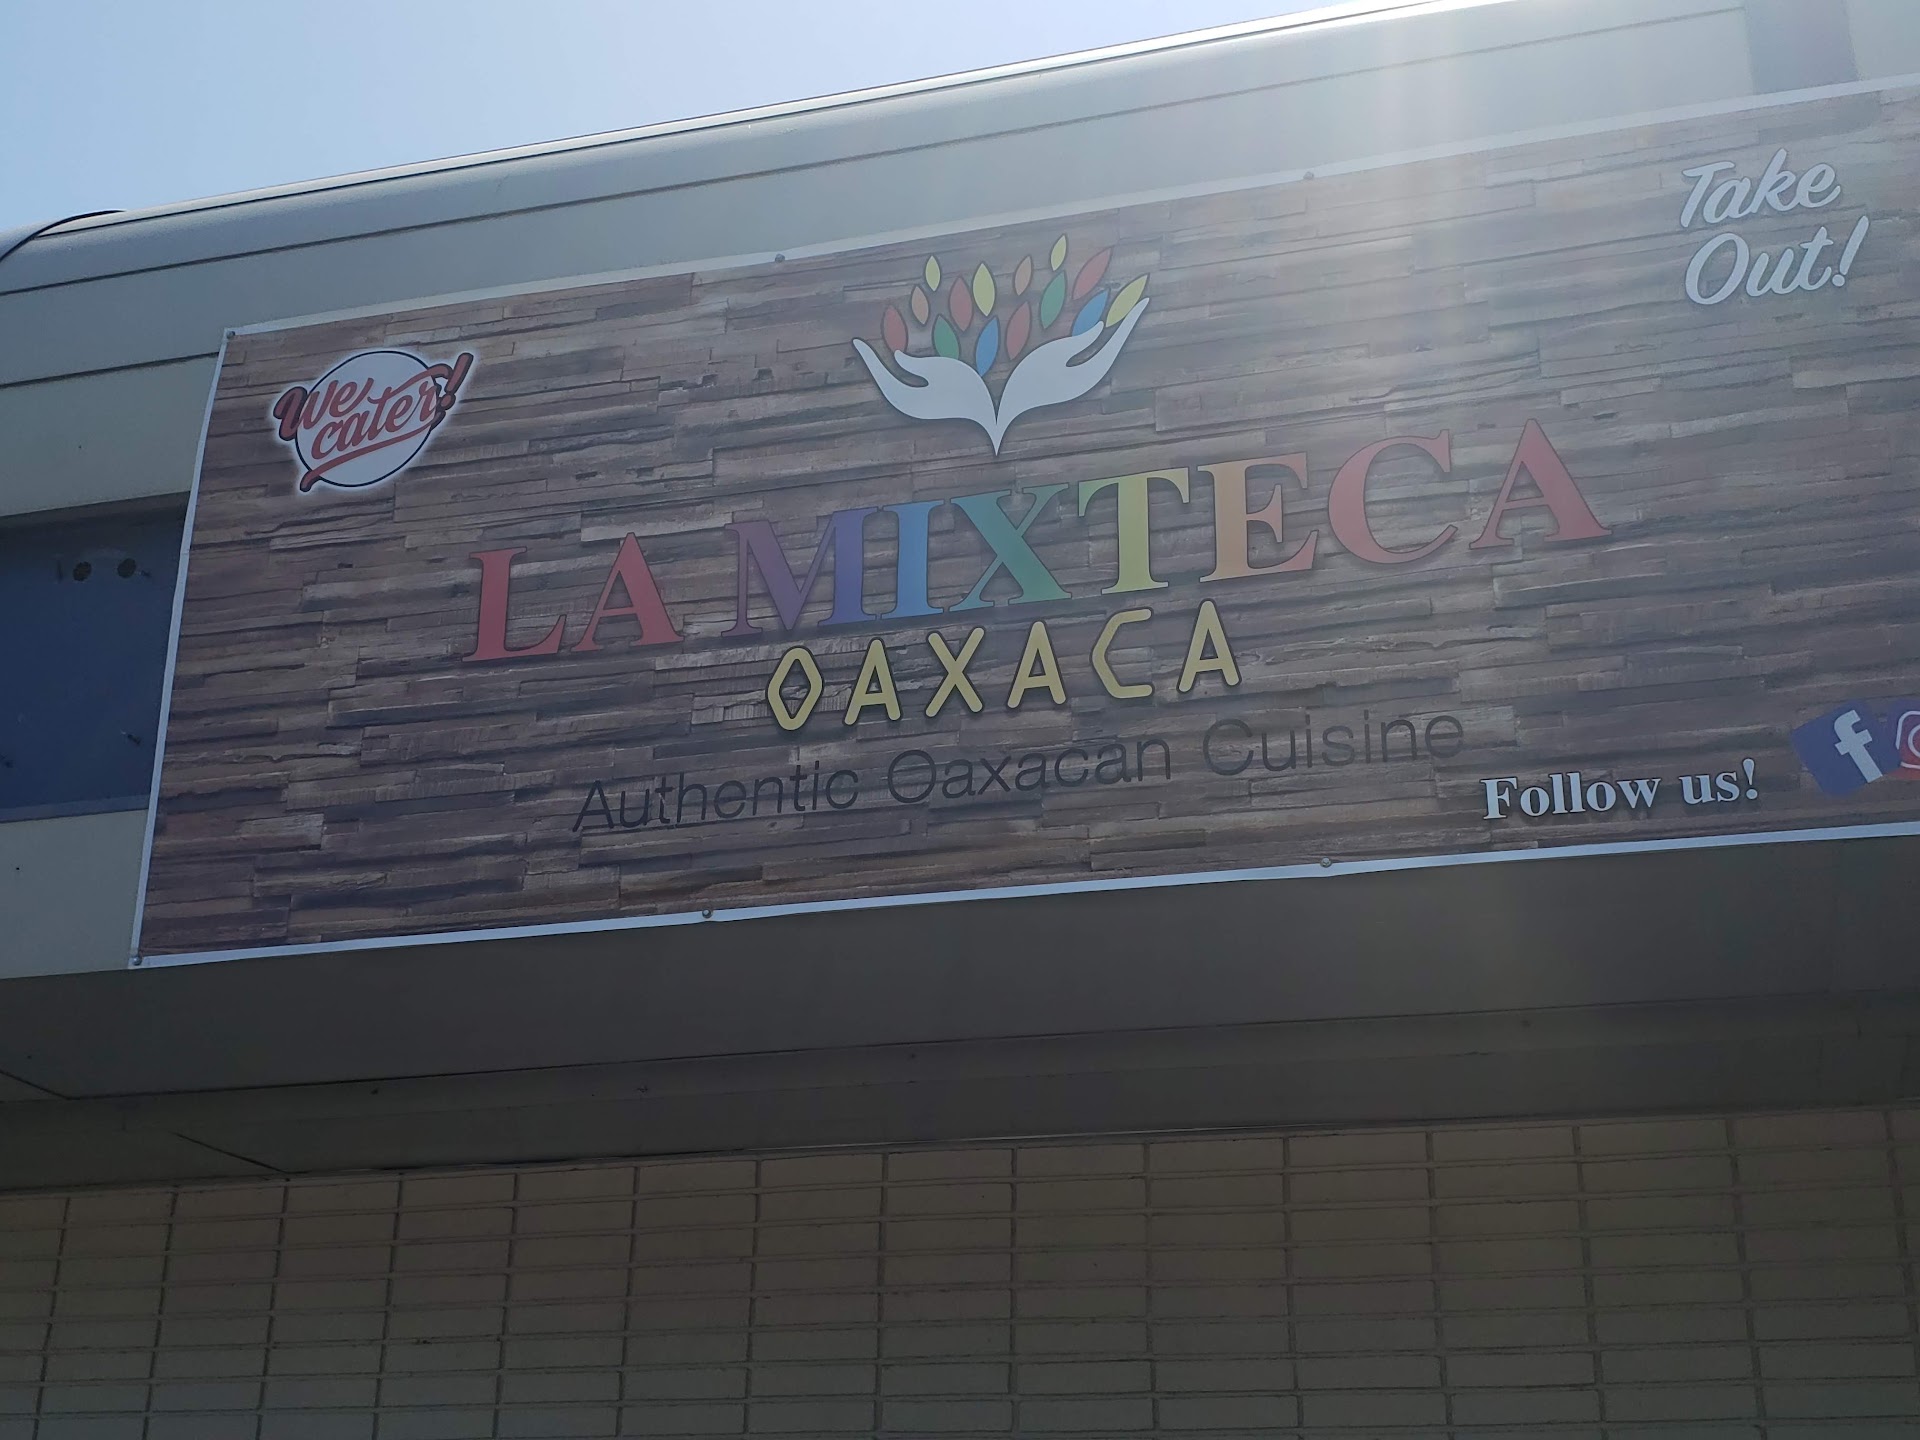 We
cater!
Take
Out!
LA MIXTECA
OAXACA
Authentic Oaxacan Cuisine
Follow us!
f